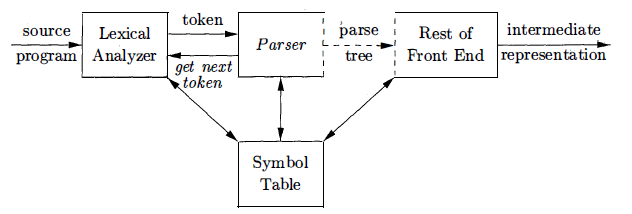 source
program
Lexical
Analyzer
token
get next
token
Parser
parse
tree
Rest of
Front End
intermediate
representation
Symbol
Table